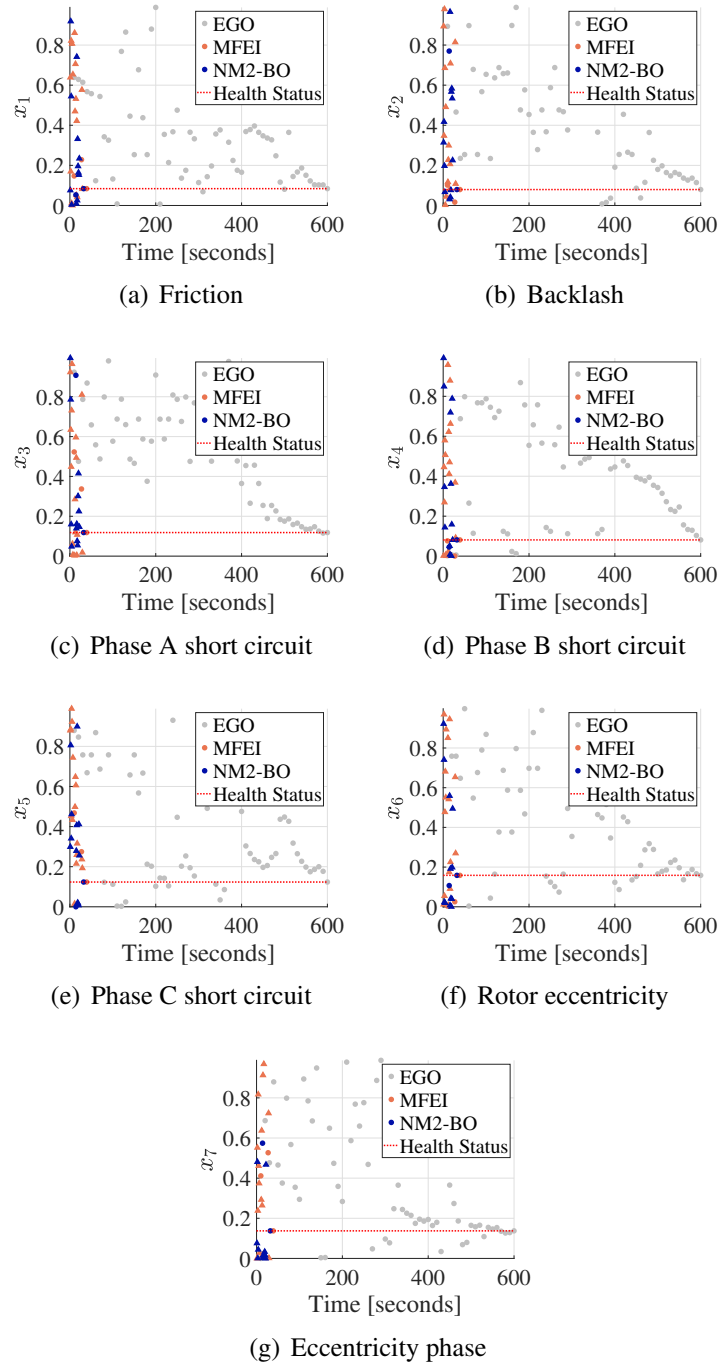 0.8
0.6
0.4
0.2
0
x1
EGO
MFEI
NM2-BO
Health Status
0 200 400 600
Time [seconds]
(a) Friction
0.8
0.6
0.4
0.2
0
x2
EGO
MFEI
NM2-BO
Health Status
0 200 400 600
Time [seconds]
(b) Backlash
0.8
0.6
0.4
0.2
0
x3
EGO
MFEI
NM2-BO
Health Status
0 200 400 600
Time [seconds]
(c) Phase A short circuit
0.8
0.6
0.4
0.2
0
x4
EGO
MFEI
NM2-BO
Health Status
0 200 400 600
Time [seconds]
(d) Phase B short circuit
0.8
0.6
0.4
0.2
0
x5
EGO
MFEI
NM2-BO
Health Status
0 200 400 600
Time [seconds]
(e) Phase C short circuit
0.8
0.6
0.4
0.2
0
x6
EGO
MFEI
NM2-BO
Health Status
0 200 400 600
Time [seconds]
(f) Rotor eccentricity
0.8
0.6
0.4
0.2
0
x7
EGO
MFEI
NM2-BO
Health Status
0 200 400 600
Time [seconds]
(g) Eccentricity phase